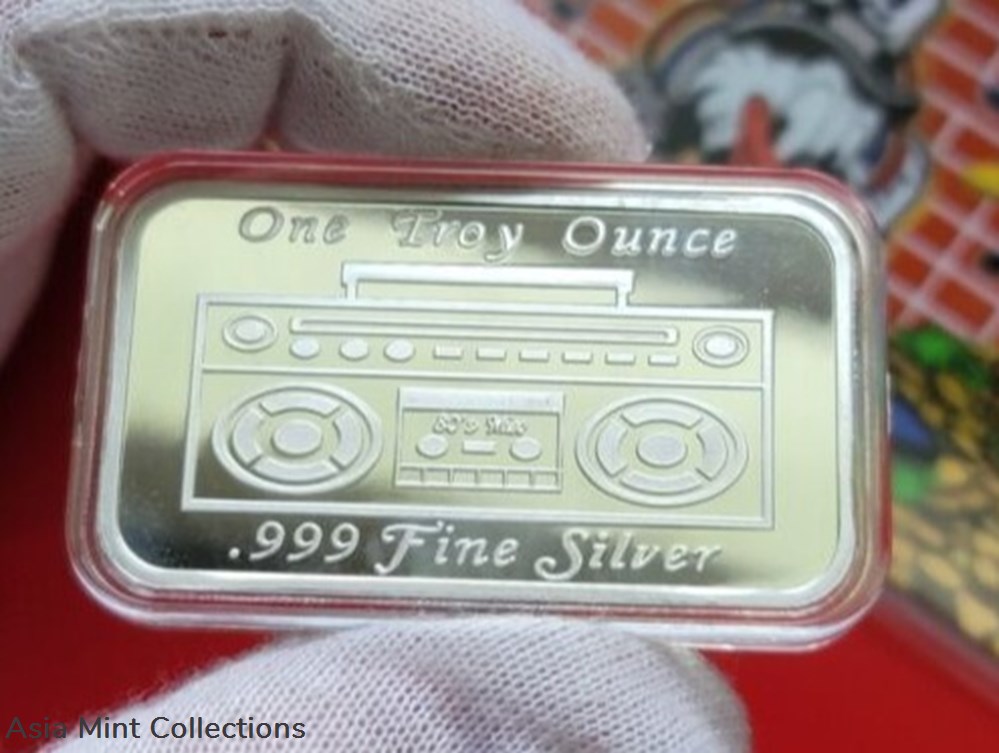 One Troy Ounce
80's Mix
.999 Fine Silver
Asia Mint Collections